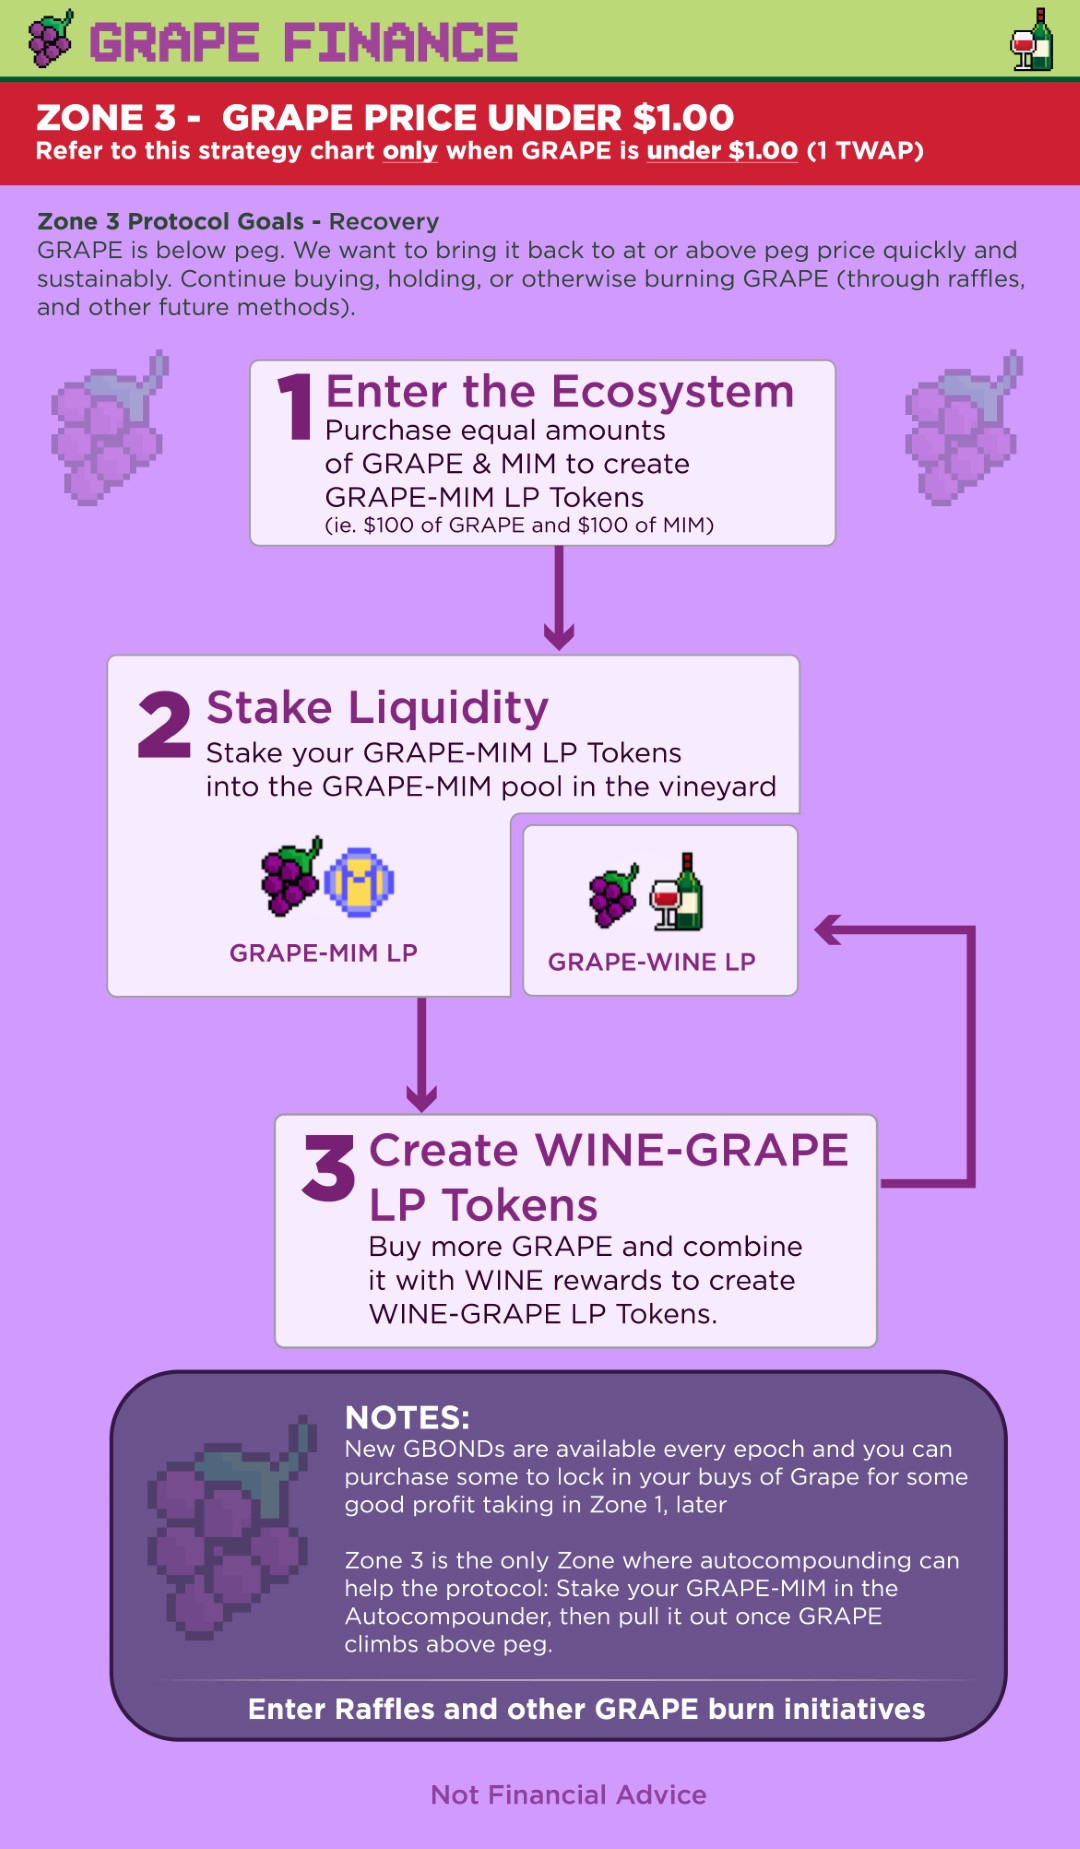 GRAPE FINANCE
ZONE 3 - GRAPE PRICE UNDER $1.00
Refer to this strategy chart only when GRAPE is under $1.00 (1 TWAP)
Zone 3 Protocol Goals - Recovery
GRAPE is below peg. We want to bring it back to at or above peg price quickly and
sustainably. Continue buying, holding, or otherwise burning GRAPE (through raffles,
and other future methods).
1 Enter the Ecosystem
Purchase equal amounts
of GRAPE & MIM to create
GRAPE-MIM LP Tokens
(ie. $100 of GRAPE and $100 of MIM)
2 Stake Liquidity
Stake your GRAPE-MIM LP Tokens
into the GRAPE-MIM pool in the vineyard
GRAPE-MIM LP
GRAPE-WINE LP
3 Create WINE-GRAPE
LP Tokens
Buy more GRAPE and combine
it with WINE rewards to create
WINE-GRAPE LP Tokens.
NOTES:
New GBONDs are available every epoch and you can
purchase some to lock in your buys of Grape for some
good profit taking in Zone 1, later
Zone 3 is the only Zone where autocompounding can
help the protocol: Stake your GRAPE-MIM in the
Autocompounder, then pull it out once GRAPE
climbs above peg.
Enter Raffles and other GRAPE burn initiatives
Not Financial Advice